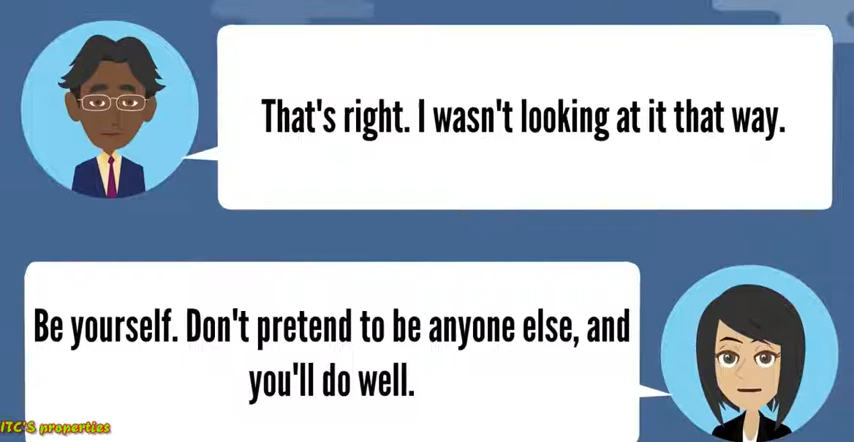 That's right. I wasn't looking at it that way.
Be yourself. Don't pretend to be anyone else, and
you'll do well.
ITC'S properties